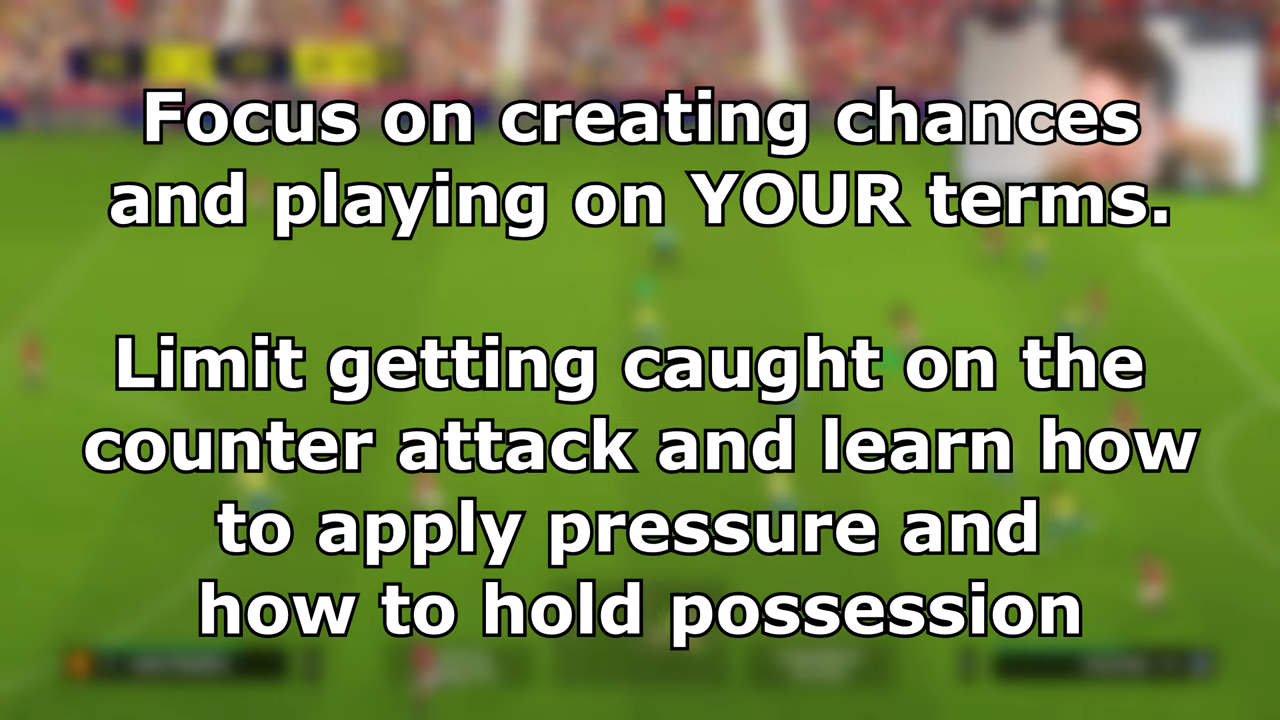 Focus on creating chances
and playing on YOUR terms.
Limit getting caught on the
counter attack and learn how
to apply pressure and
how to hold possession